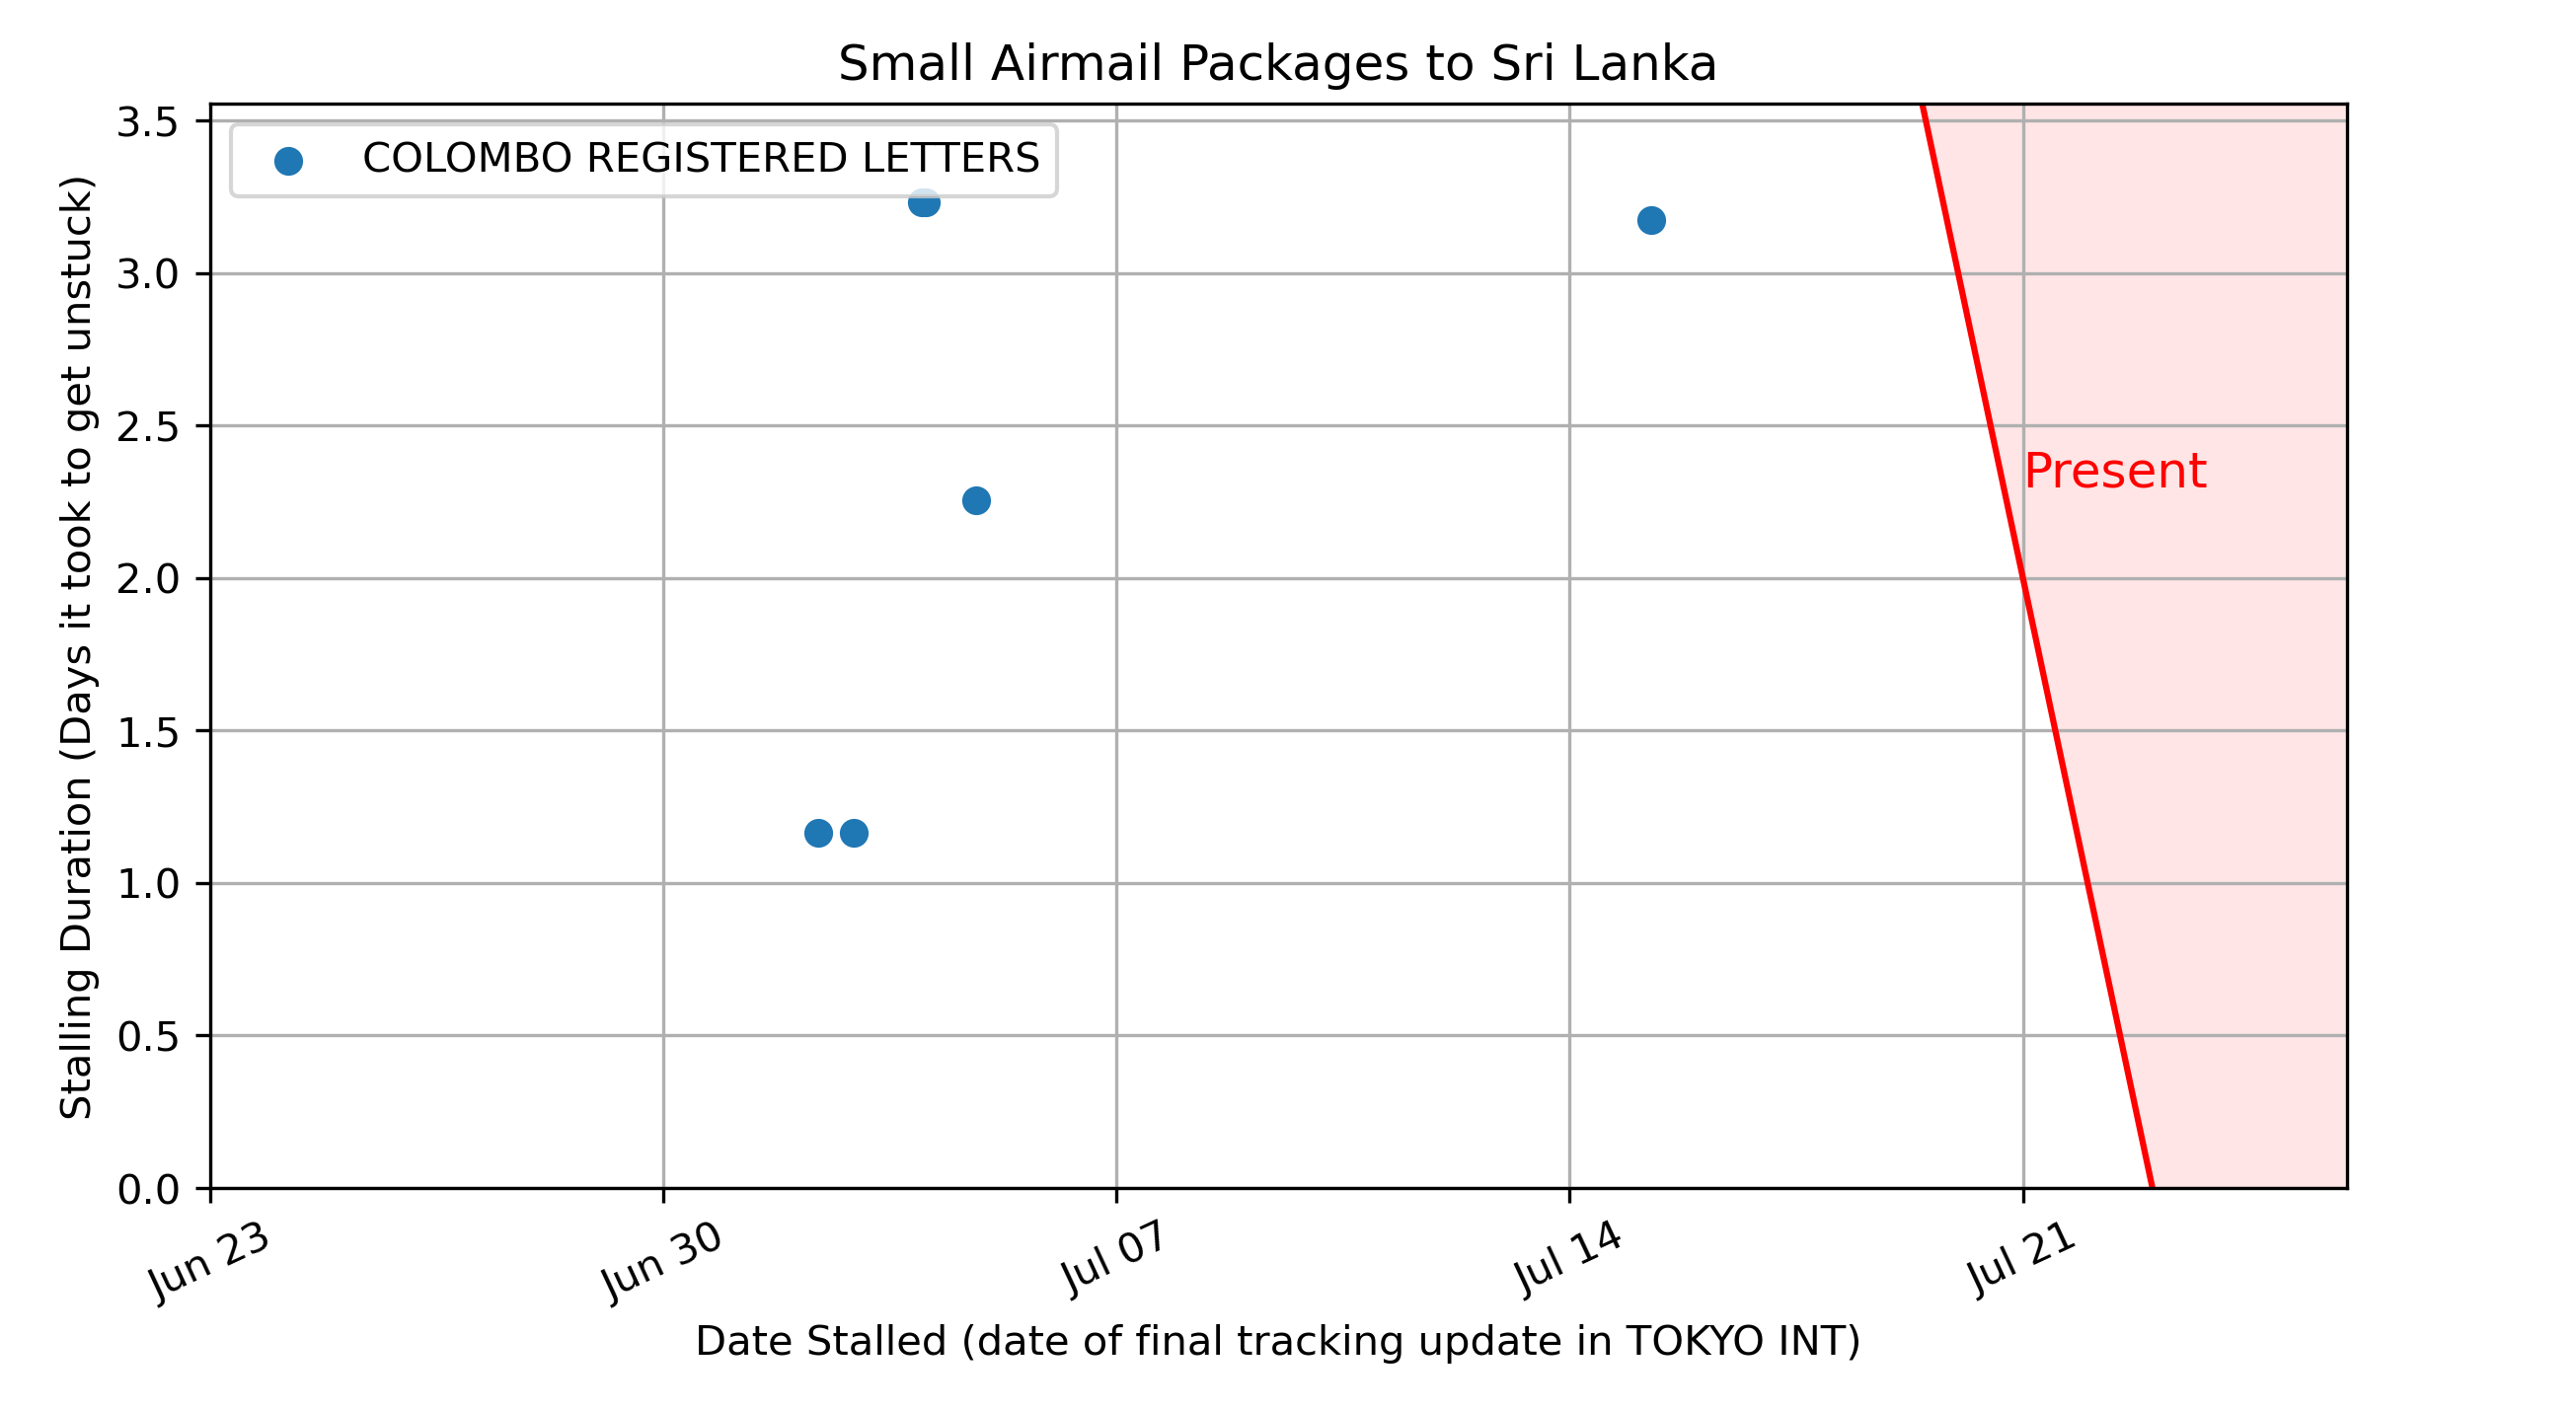 Small Airmail Packages to Sri Lanka
COLOMBO REGISTERED LETTERS
Stalling Duration (Days it took to get unstuck)
3.5
3.0
2.5
2.0
1.5
1.0
0.5
0.0
Present
Jun 23
Jun 30
Jul 07
Jul 14
Jul 21
Date Stalled (date of final tracking update in TOKYO INT)